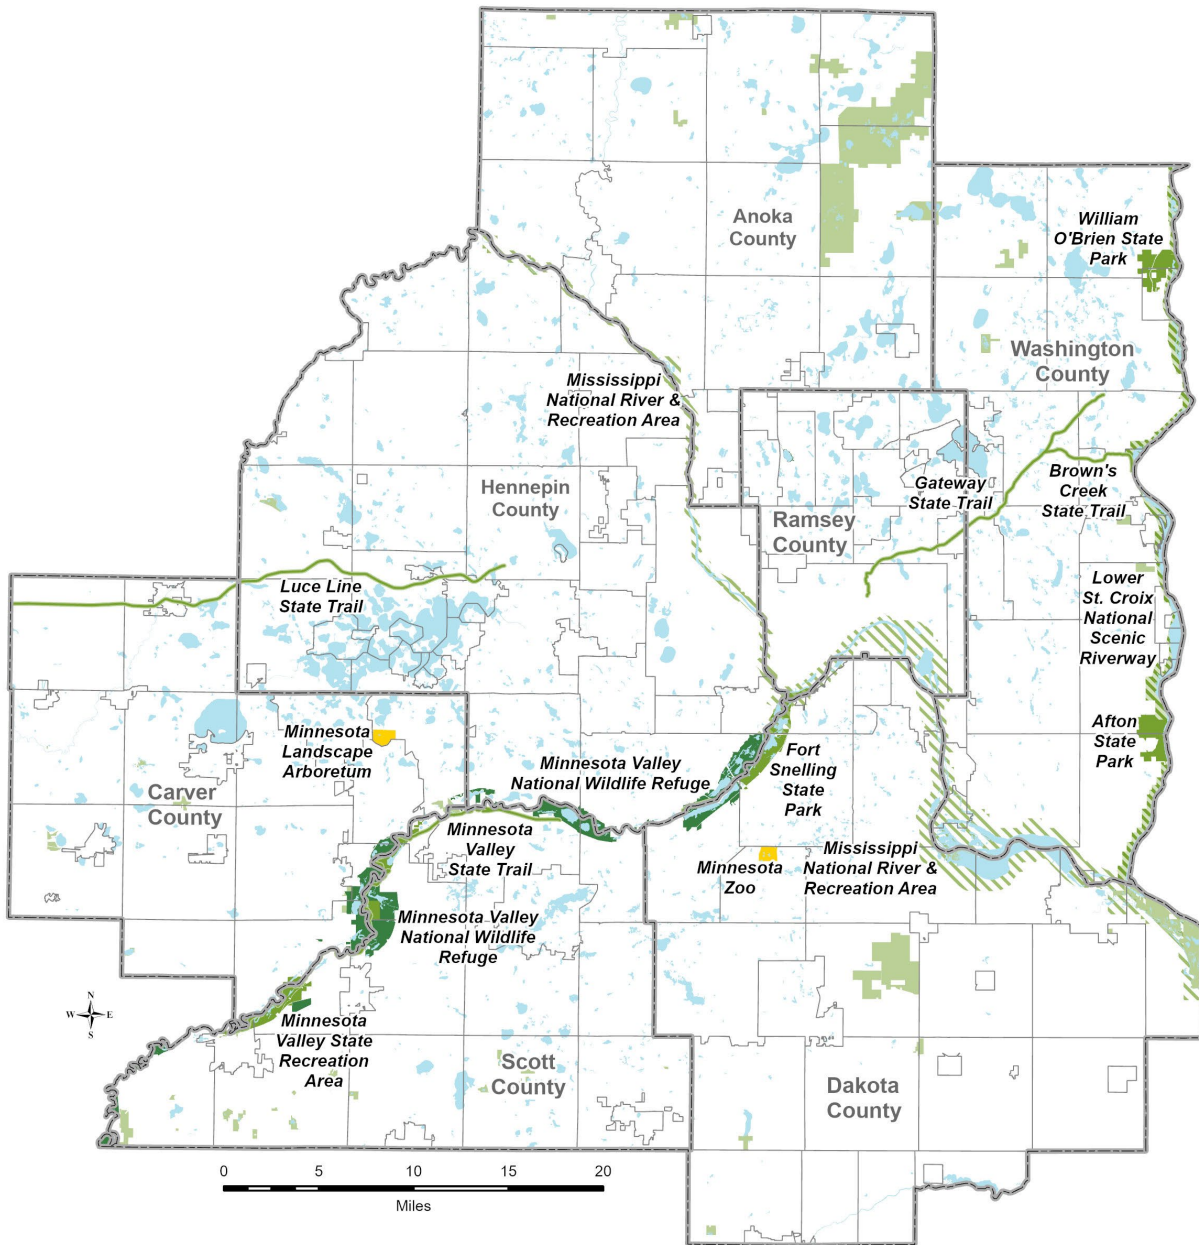 Anoka
County
William
O'Brien State
Park
Washington
County
Mississippi
National River &
Recreation Area
Hennepin
County
Gateway
State Trail
Brown's
Creek
State Trail
Ramsey
County
Luce Line
State Trail
Lower
St. Croix
National
Scenic
Riverway
Minnesota
Landscape
Arboretum
Afton
State
Park
Minnesota Valley
National Wildlife Refuge
Fort
Snelling
State
Park
Carver
County
Minnesota
Valley
State Trail
Minnesota
Zoo
Mississippi
National River &
Recreation Area
Minnesota Valley
National Wildlife
Refuge
N
W E
S
Minnesota
Valley State
Recreation
Area
Scott
County
Dakota
County
0 5 10 15 20
Miles